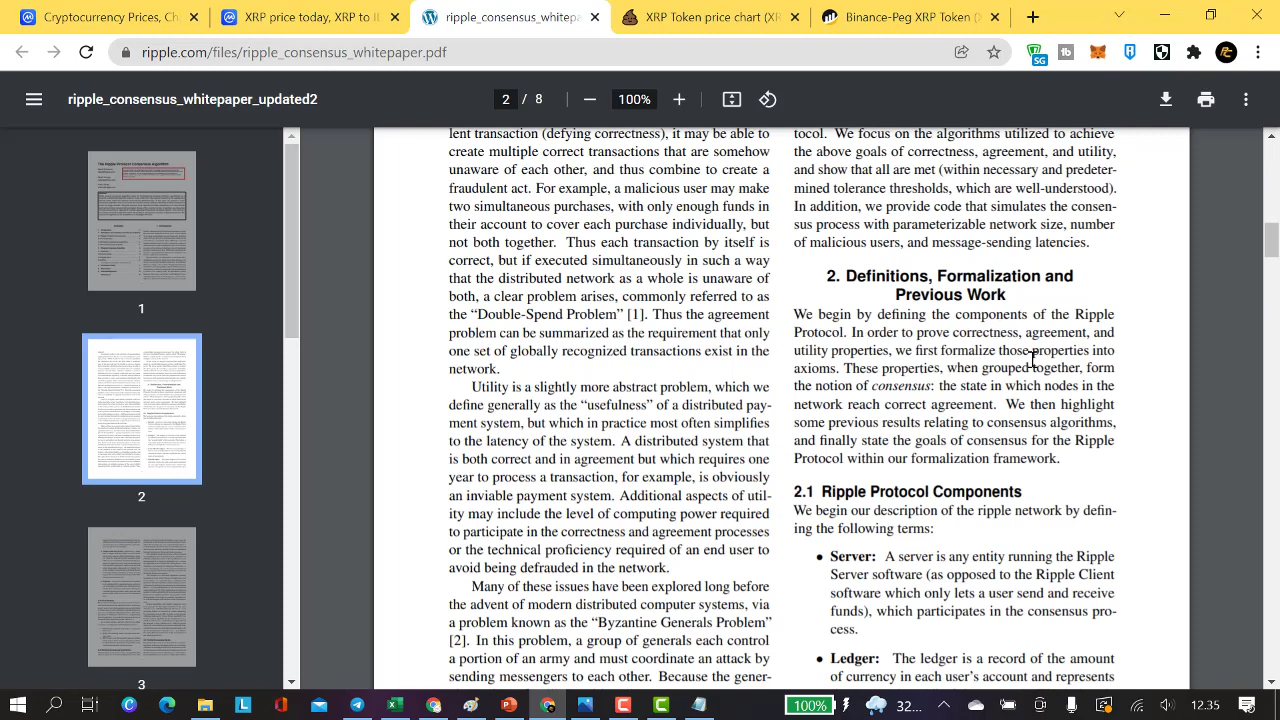 Cryptocurrency Prices, Ch
XRP price today, XRP to I
ripple_consensus_whitepa
XRP Token price chart (XR
Binance-Peg XRP Token (X
ripple.com/files/ripple_consensus_whitepaper.pdf
SG
tb
ripple_consensus_whitepaper_updated2
2 / 8
100%
1
2
3
lent transaction (defying correctness), it may be able to
create multiple correct transactions that are somehow
unaware of each other, and thus combine to create a
fraudulent act. For example, a malicious user may make
two simultaneous purchases, with only enough funds in
their account to cover each purchase individually, but
not both together. Thus each transaction by itself is
correct, but if executed simultaneously in such a way
that the distributed network as a whole is unaware of
both, a clear problem arises, commonly referred to as
the “Double-Spend Problem” [1]. Thus the agreement
problem can be summarized as the requirement that only
one set of globally recognized transactions exist in the
network.
Utility is a slightly more abstract problem, which we
define generally as the “usefulness” of a distributed pay-
ment system, but which in practice most often simplifies
to the latency of the system. A distributed system that
is both correct and in agreement but which requires one
year to process a transaction, for example, is obviously
an inviable payment system. Additional aspects of util-
ity may include the level of computing power required
to participate in the correctness and agreement processes
or the technical proficiency required of an end user to
avoid being defrauded in the network.
Many of these issues have been explored long before
the advent of modern distributed computer systems, via
a problem known as the “Byzantine Generals Problem”
[2]. In this problem, a group of generals each control
a portion of an army and must coordinate an attack by
sending messengers to each other. Because the gener-
tocol. We focus on the algorithms utilized to achieve
the above goals of correctness, agreement, and utility,
and show that all are met (within necessary and predeter-
mined tolerance thresholds, which are well-understood).
In addition, we provide code that simulates the consen-
sus process with parameterizable network size, number
of malicious users, and message-sending latencies.
2. Definitions, Formalization and
Previous Work
We begin by defining the components of the Ripple
Protocol. In order to prove correctness, agreement, and
utility properties, we first formalize those properties into
axioms. These properties, when grouped together, form
the notion of consensus: the state in which nodes in the
network reach correct agreement. We then highlight
some previous results relating to consensus algorithms,
and finally state the goals of consensus for the Ripple
Protocol within our formalization framework.
2.1 Ripple Protocol Components
We begin our description of the ripple network by defin-
ing the following terms:
• Server: A server is any entity running the Ripple
Server software (as opposed to the Ripple Client
software which only lets a user send and receive
funds), which participates in the consensus pro-
cess.
• Ledger: The ledger is a record of the amount
of currency in each user’s account and represents
100%
32...
12.35